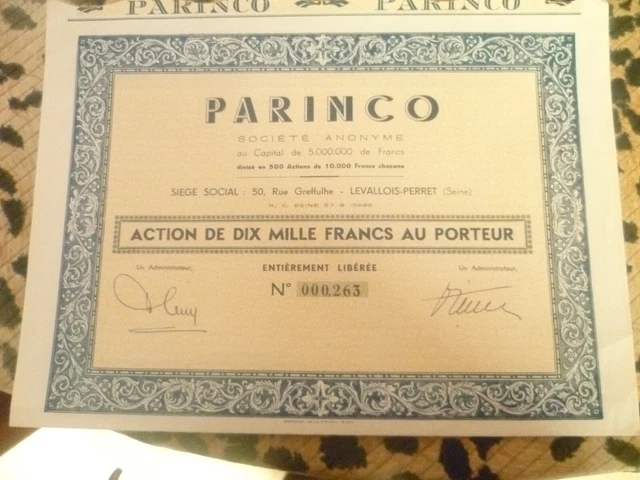 PARINCO PARINCO
PARINCO
SOCIÉTÉ ANONYME
au Capital de 5.000.000 de Francs
divisé en 500 Actions de 10.000 Francs chacune
SIEGE SOCIAL : 50, Rue Greffulhe - LEVALLOIS-PERRET (Seine)
R. C. SEINE 57 B
ACTION DE DIX MILLE FRANCS AU PORTEUR
Un Administrateur, ENTIÈREMENT LIBÉRÉE Un Administrateur,
N° 000,263